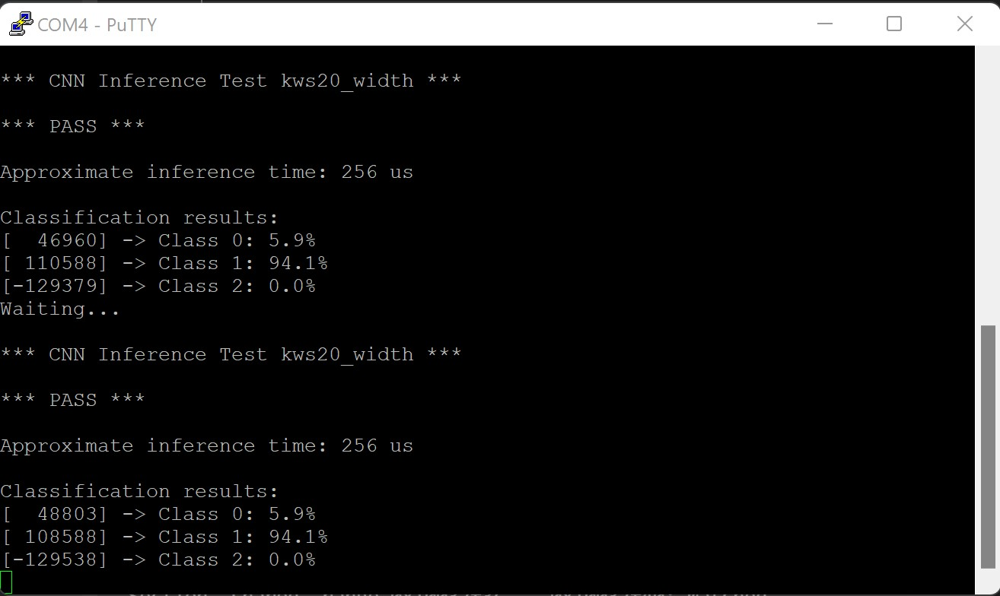 COM4 - PuTTY
*** CNN Inference Test kws20_width ***
*** PASS ***
Approximate inference time: 256 us
Classification results:
[  46960] -> Class 0: 5.9%
[ 110588] -> Class 1: 94.1%
[-129379] -> Class 2: 0.0%
Waiting...
*** CNN Inference Test kws20_width ***
*** PASS ***
Approximate inference time: 256 us
Classification results:
[  48803] -> Class 0: 5.9%
[ 108588] -> Class 1: 94.1%
[-129538] -> Class 2: 0.0%